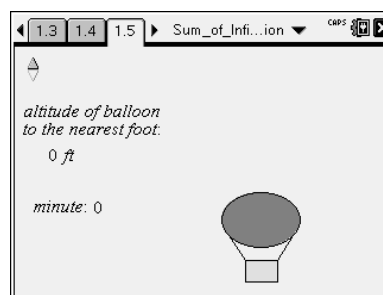 1.3 1.4 1.5 Sum_of_Infi...ion CAPS
altitude of balloon
to the nearest foot:
0 ft
minute: 0